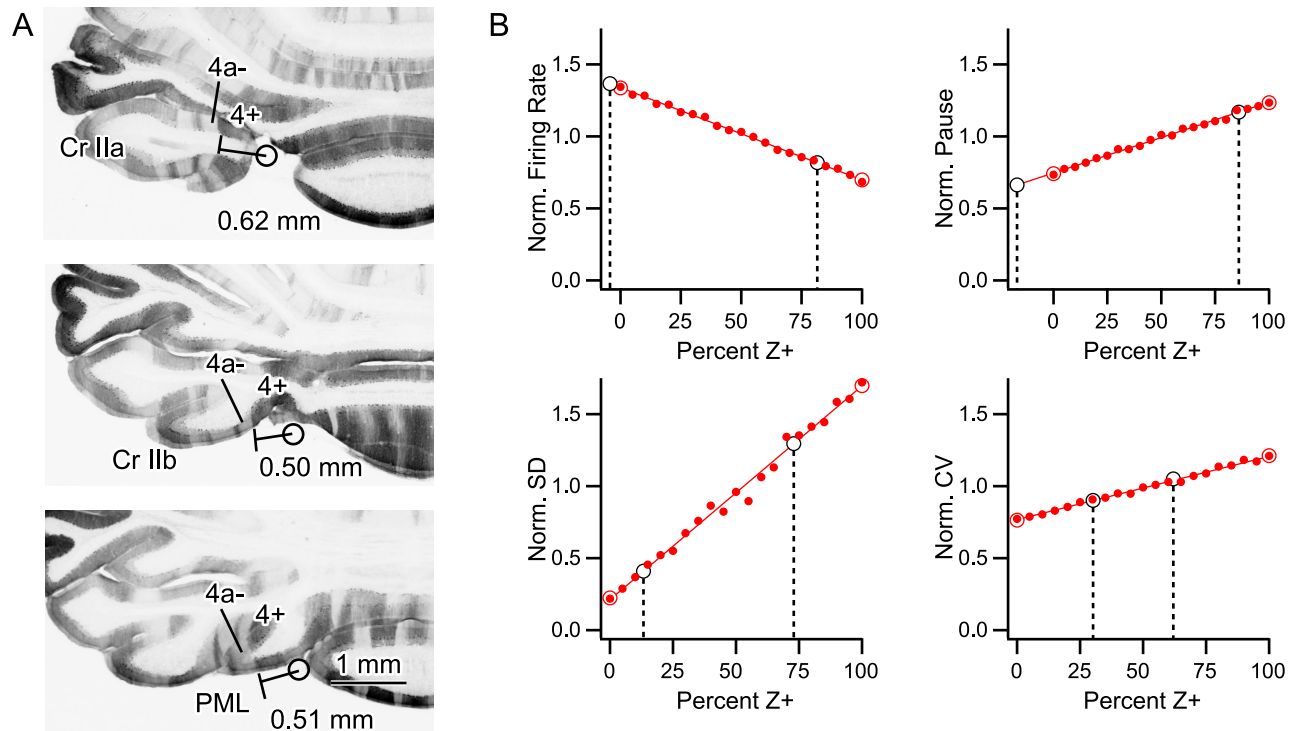 A
4a-
4+
Cr IIa
0.62 mm
4a-
4+
Cr IIb
0.50 mm
4a-
4+
1 mm
PML
0.51 mm
B
Norm. Firing Rate
1.5
1.0
0.5
0.0
0 25 50 75 100
Percent Z+
Norm. Pause
1.5
1.0
0.5
0.0
0 25 50 75 100
Percent Z+
Norm. SD
1.5
1.0
0.5
0.0
0 25 50 75 100
Percent Z+
Norm. CV
1.5
1.0
0.5
0.0
0 25 50 75 100
Percent Z+